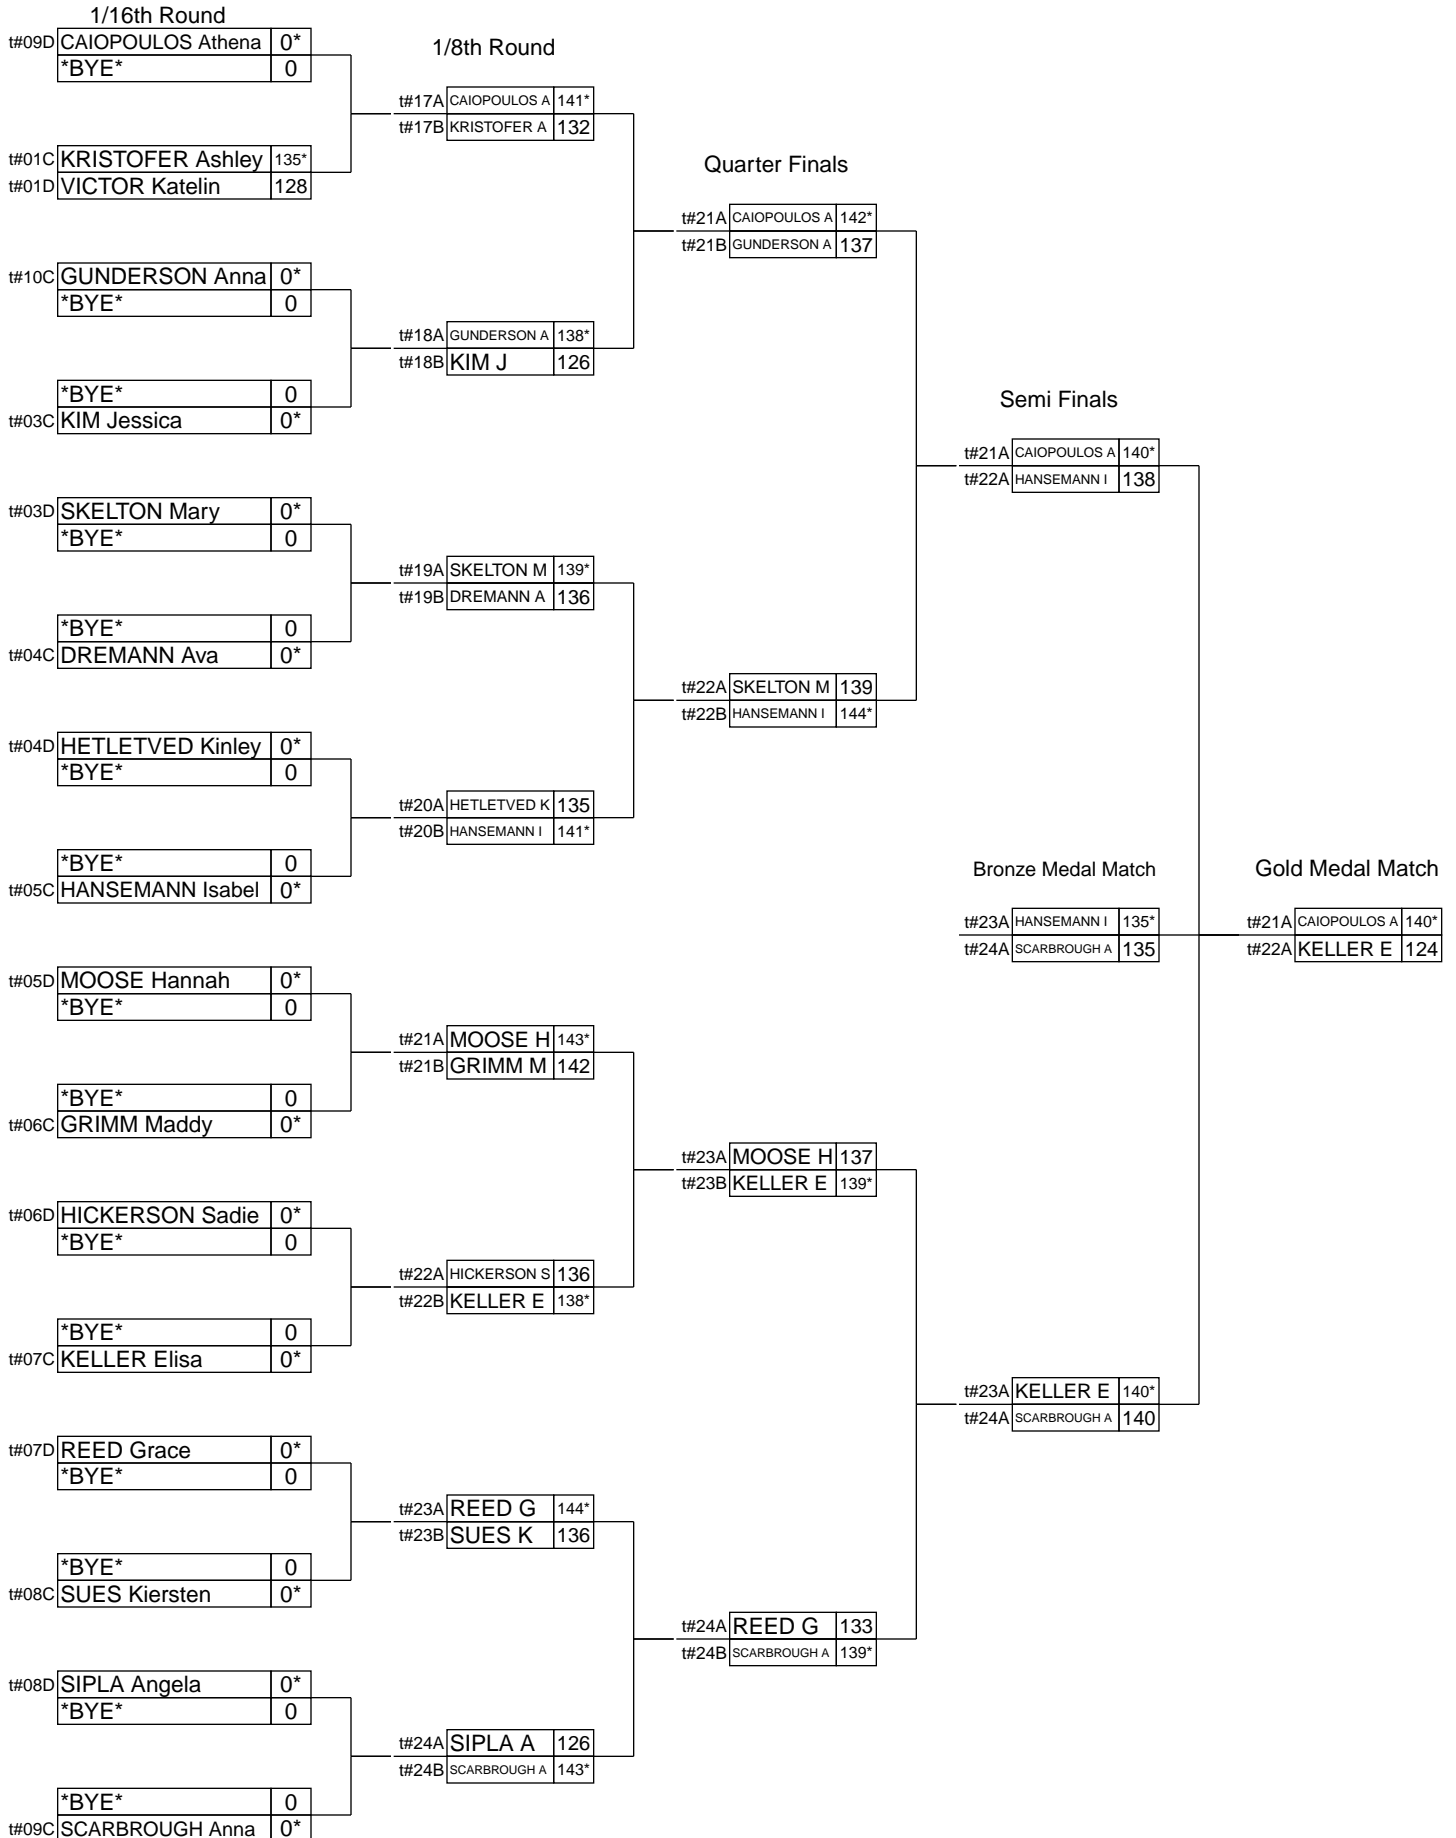 1/16th Round
t#09D CAIOPOULOS Athena 0*
*BYE* 0
t#01C KRISTOFER Ashley 135*
t#01D VICTOR Katelin 128
t#10C GUNDERSON Anna 0*
*BYE* 0
*BYE* 0
t#03C KIM Jessica 0*
t#03D SKELTON Mary 0*
*BYE* 0
*BYE* 0
t#04C DREMANN Ava 0*
t#04D HETLETVED Kinley 0*
*BYE* 0
*BYE* 0
t#05C HANSEMANN Isabel 0*
t#05D MOOSE Hannah 0*
*BYE* 0
*BYE* 0
t#06C GRIMM Maddy 0*
t#06D HICKERSON Sadie 0*
*BYE* 0
*BYE* 0
t#07C KELLER Elisa 0*
t#07D REED Grace 0*
*BYE* 0
*BYE* 0
t#08C SUES Kiersten 0*
t#08D SIPLA Angela 0*
*BYE* 0
*BYE* 0
t#09C SCARBROUGH Anna 0*
1/8th Round
t#17A CAIOPOULOS A 141*
t#17B KRISTOFER A 132
t#18A GUNDERSON A 138*
t#18B KIM J 126
t#19A SKELTON M 139*
t#19B DREMANN A 136
t#20A HETLETVED K 135
t#20B HANSEMANN I 141*
t#21A MOOSE H 143*
t#21B GRIMM M 142
t#22A HICKERSON S 136
t#22B KELLER E 138*
t#23A REED G 144*
t#23B SUES K 136
t#24A SIPLA A 126
t#24B SCARBROUGH A 143*
Quarter Finals
t#21A CAIOPOULOS A 142*
t#21B GUNDERSON A 137
t#22A SKELTON M 139
t#22B HANSEMANN I 144*
t#23A MOOSE H 137
t#23B KELLER E 139*
t#24A REED G 133
t#24B SCARBROUGH A 139*
Semi Finals
t#21A CAIOPOULOS A 140*
t#22A HANSEMANN I 138
t#23A KELLER E 140*
t#24A SCARBROUGH A 140
Bronze Medal Match
t#23A HANSEMANN I 135*
t#24A SCARBROUGH A 135
Gold Medal Match
t#21A CAIOPOULOS A 140*
t#22A KELLER E 124